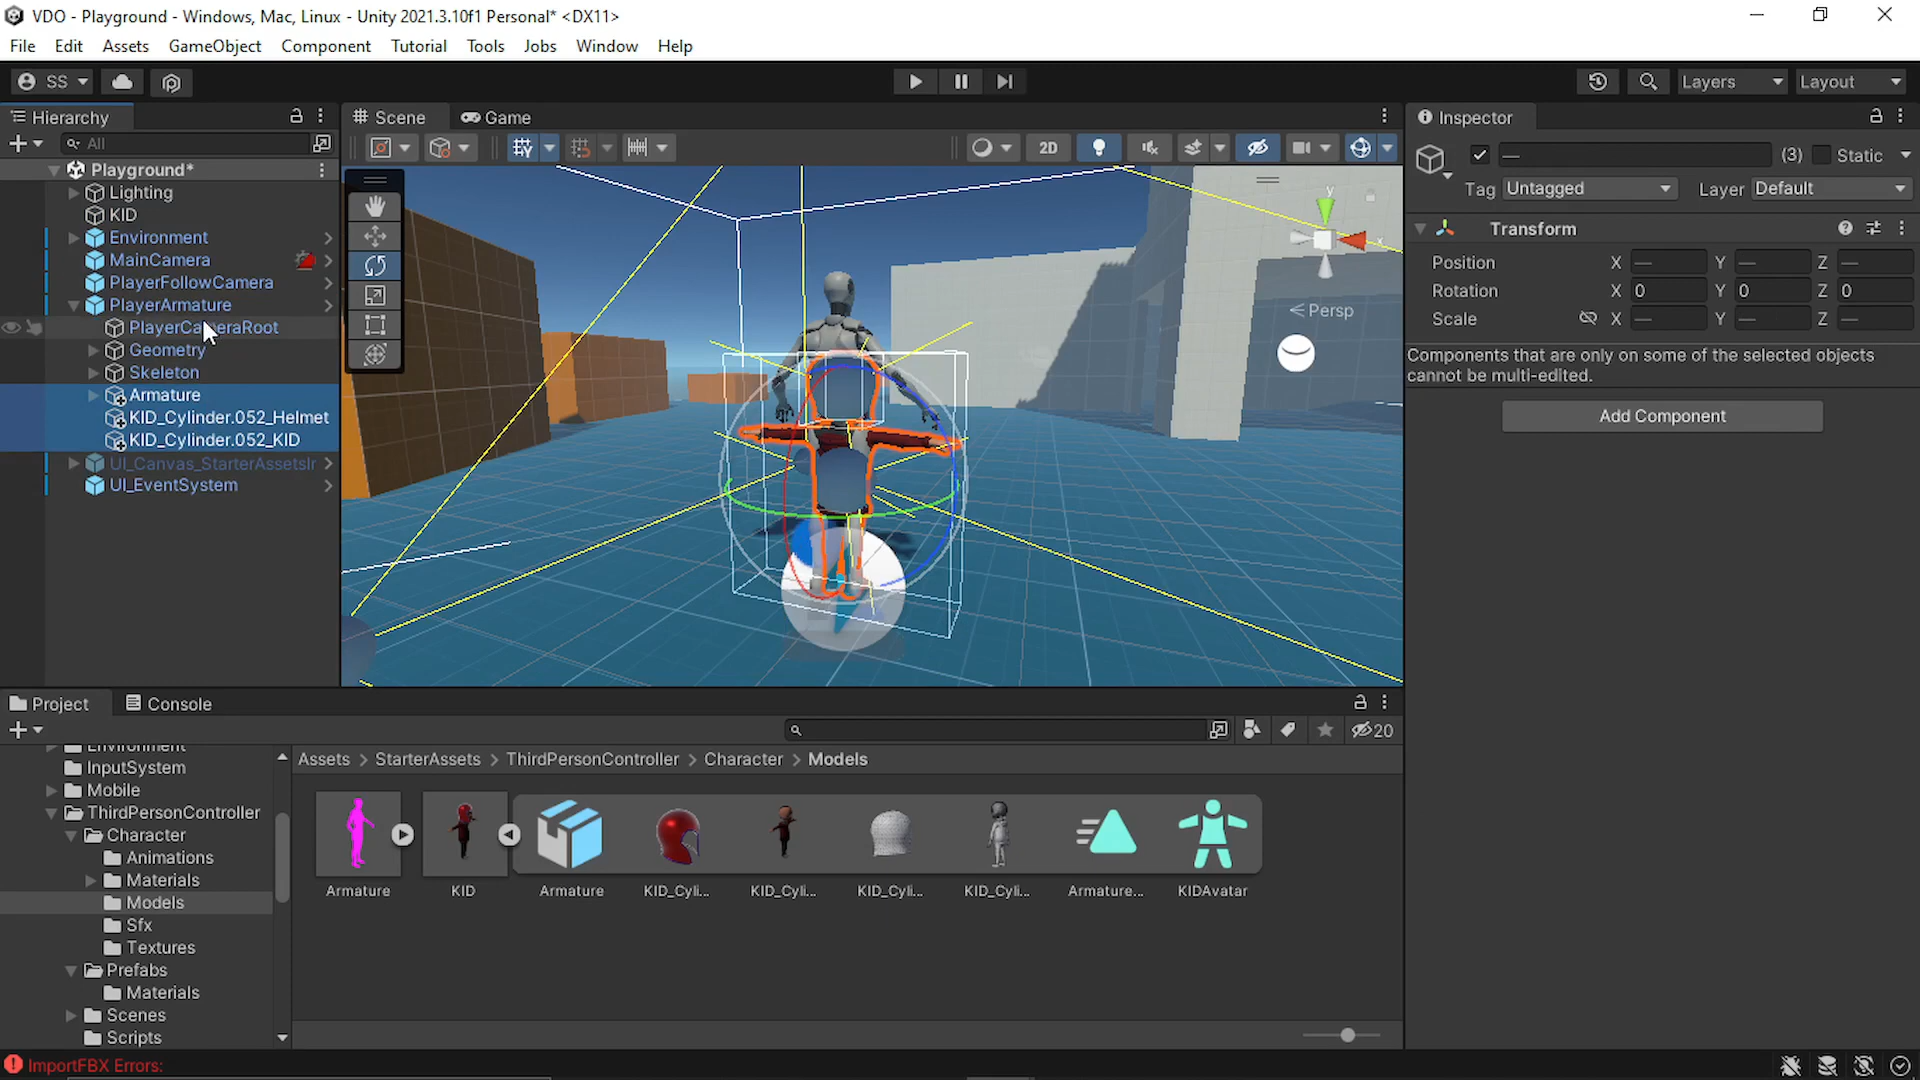 VDO - Playground - Windows, Mac, Linux - Unity 2021.3.10f1 Personal* <DX11>
File Edit Assets GameObject Component Tutorial Tools Jobs Window Help
SS
Layers
Layout
Hierarchy
Scene
Game
Inspector
All
2D
(3)
Static
Tag Untagged
Layer Default
Playground*
Lighting
KID
Environment
MainCamera
PlayerFollowCamera
PlayerArmature
PlayerCameraRoot
Geometry
Skeleton
Armature
KID_Cylinder.052_Helmet
KID_Cylinder.052_KID
UI_Canvas_StarterAssetsIr
UI_EventSystem
y
x
< Persp
Transform
Position X — Y — Z —
Rotation X 0 Y 0 Z 0
Scale X — Y — Z —
Components that are only on some of the selected objects
cannot be multi-edited.
Add Component
Project
Console
20
Environment
InputSystem
Mobile
ThirdPersonController
Character
Animations
Materials
Models
Sfx
Textures
Prefabs
Materials
Scenes
Scripts
Assets > StarterAssets > ThirdPersonController > Character > Models
Armature
KID
Armature
KID_Cyli...
KID_Cyli...
KID_Cyli...
KID_Cyli...
Armature...
KIDAvatar
ImportFBX Errors: